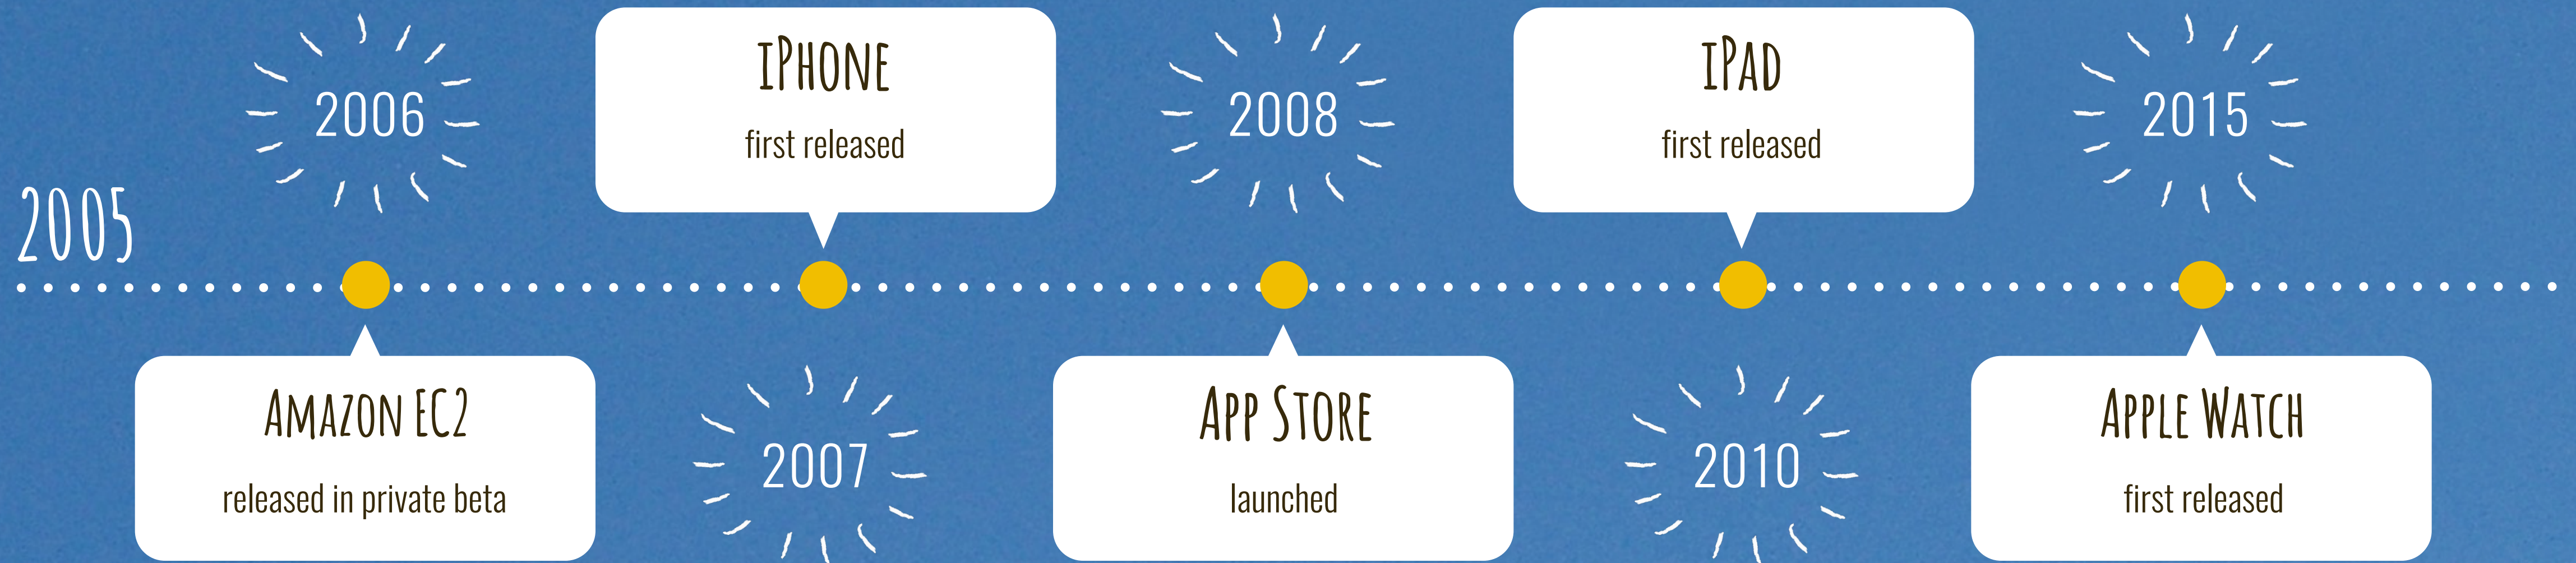 2005
2006
Amazon EC2
released in private beta
iPhone
first released
2007
2008
App Store
launched
iPad
first released
2010
2015
Apple Watch
first released